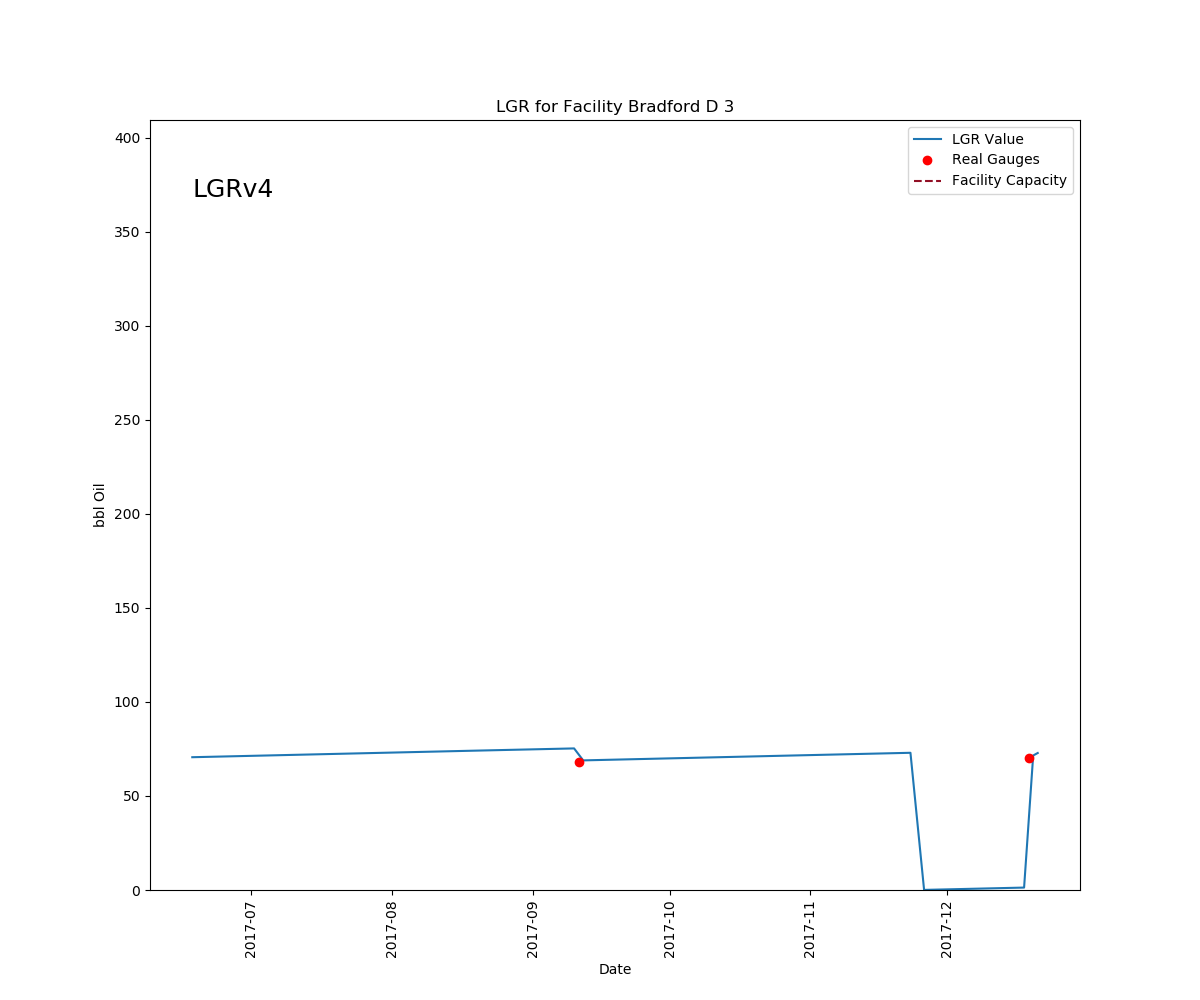 LGR for Facility Bradford D 3
LGR Value
Real Gauges
Facility Capacity
LGRv4
400
350
300
250
200
150
100
50
0
bbl Oil
2017-07
2017-08
2017-09
2017-10
2017-11
2017-12
Date